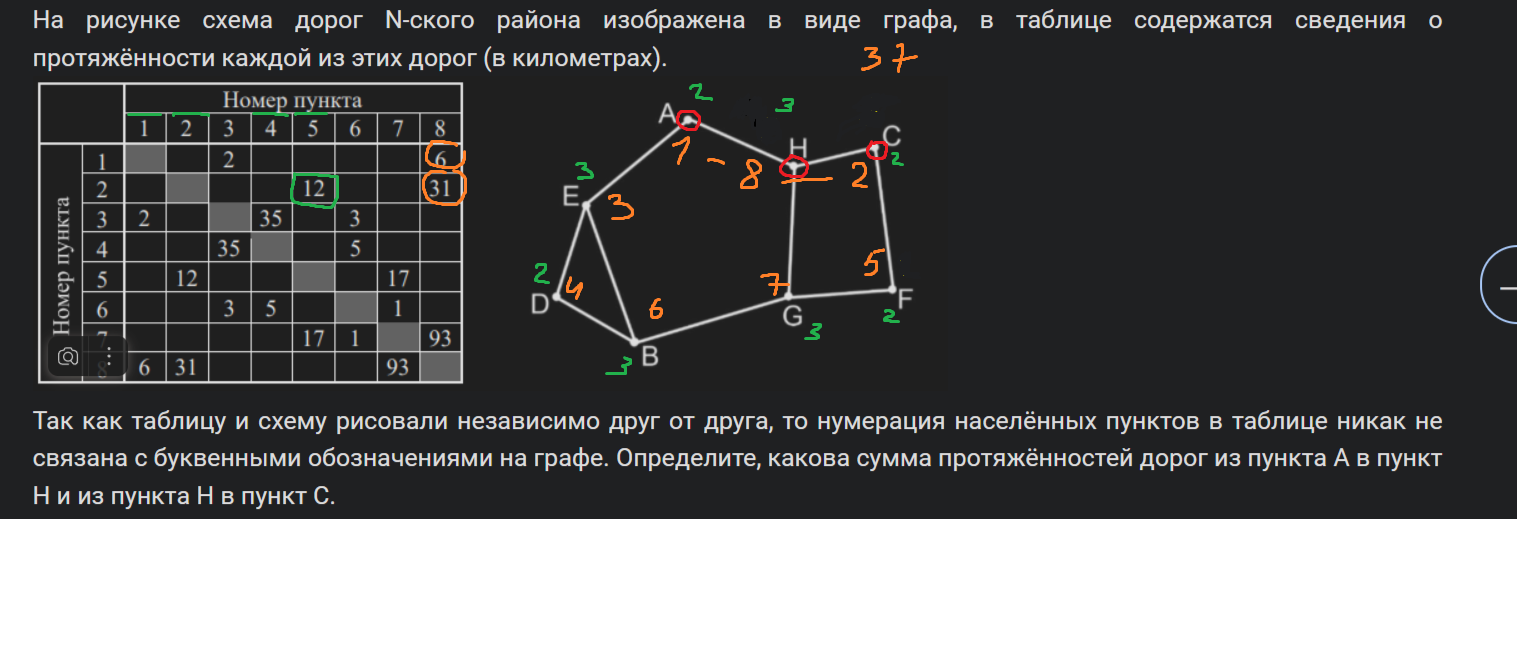 На рисунке схема дорог N-ского района изображена в виде графа, в таблице содержатся сведения о
протяжённости каждой из этих дорог (в километрах).
37
Номер пункта
1 2 3 4 5 6 7 8
Номер пункта
1 2 6
2 12 31
3 2 35 3
4 35 5
5 12 17
6 3 5 1
7 17 1 93
8 6 31 93
2
A
3
H
C
2
1 - 8 — 2
3
E
3
2
D
4
5
7
F
2
G
3
6
B
3
Так как таблицу и схему рисовали независимо друг от друга, то нумерация населённых пунктов в таблице никак не
связана с буквенными обозначениями на графе. Определите, какова сумма протяжённостей дорог из пункта A в пункт
H и из пункта H в пункт C.